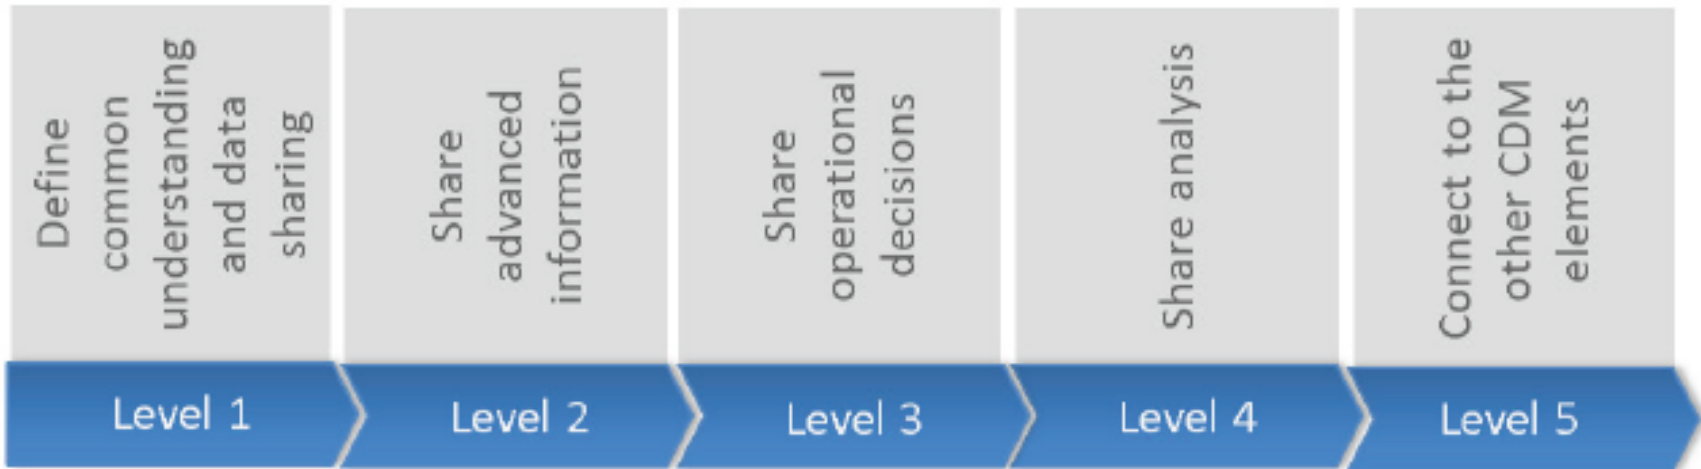 Define
common
understanding
and data
sharing
Share
advanced
information
Share
operational
decisions
Share analysis
Connect to the
other CDM
elements
Level 1
Level 2
Level 3
Level 4
Level 5